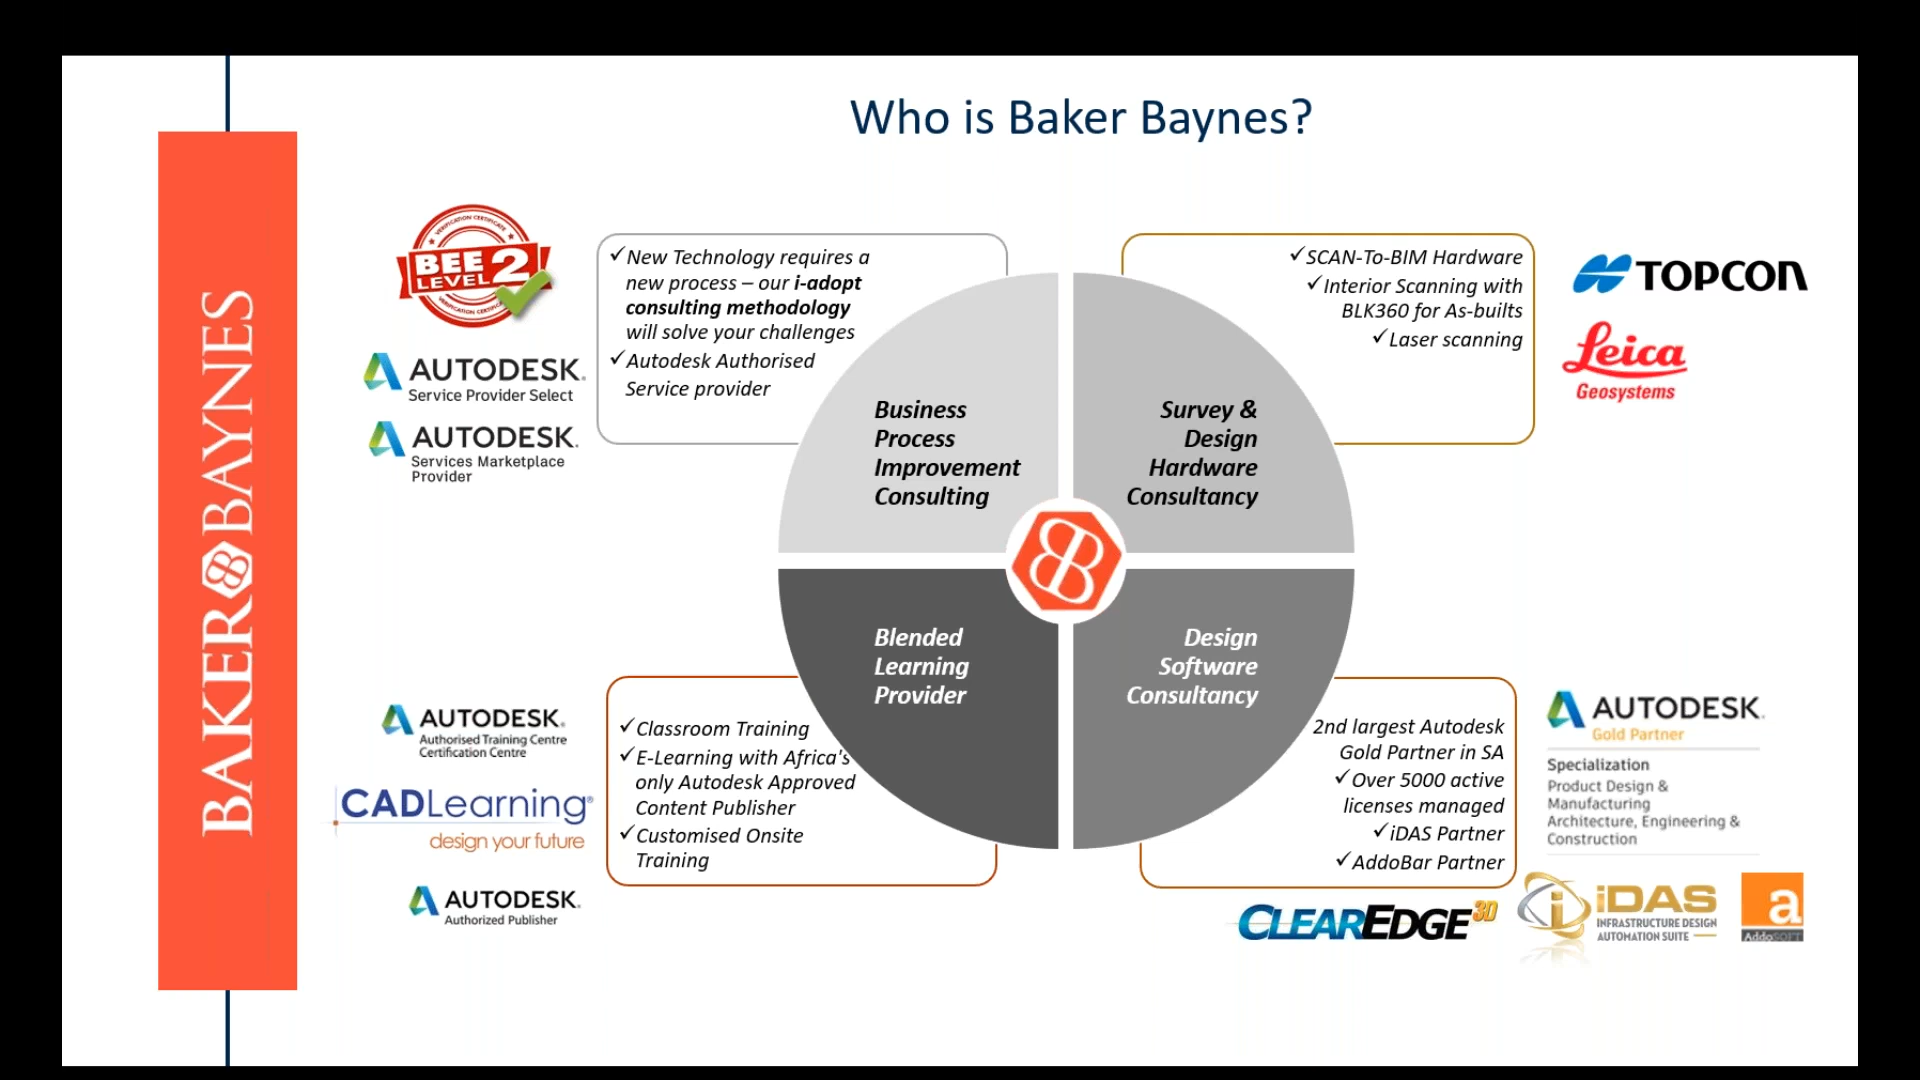 Who is Baker Baynes?
BAKER BAYNES
VERIFICATION CERTIFICATE
BEE 2
LEVEL
AUTODESK.
Service Provider Select
AUTODESK.
Services Marketplace
Provider
✓New Technology requires a
new process – our i-adopt
consulting methodology
will solve your challenges
✓Autodesk Authorised
Service provider
Business
Process
Improvement
Consulting
Survey &
Design
Hardware
Consultancy
✓SCAN-To-BIM Hardware
✓Interior Scanning with
BLK360 for As-builts
✓Laser scanning
TOPCON
Leica
Geosystems
Blended
Learning
Provider
Design
Software
Consultancy
AUTODESK.
Authorised Training Centre
Certification Centre
CADLearning®
design your future
AUTODESK.
Authorized Publisher
✓Classroom Training
✓E-Learning with Africa's
only Autodesk Approved
Content Publisher
✓Customised Onsite
Training
2nd largest Autodesk
Gold Partner in SA
✓Over 5000 active
licenses managed
✓iDAS Partner
✓AddoBar Partner
AUTODESK.
Gold Partner
Specialization
Product Design &
Manufacturing
Architecture, Engineering &
Construction
CLEAREDGE 3D
iDAS
INFRASTRUCTURE DESIGN
AUTOMATION SUITE
a
AddoSOFT